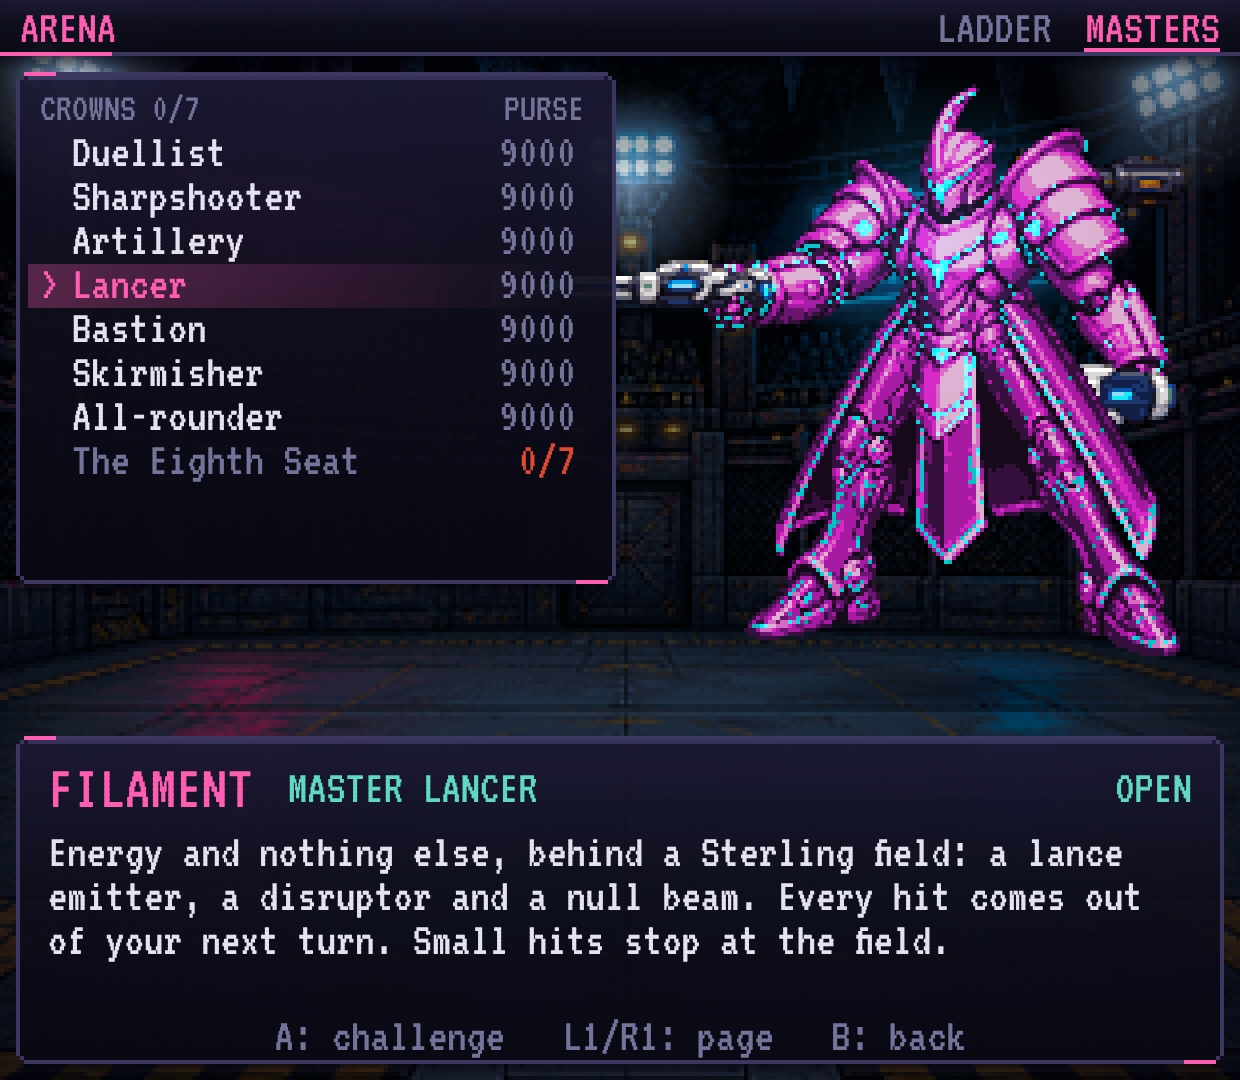 ARENA
LADDER MASTERS
CROWNS 0/7 PURSE
Duellist 9000
Sharpshooter 9000
Artillery 9000
> Lancer 9000
Bastion 9000
Skirmisher 9000
All-rounder 9000
The Eighth Seat 0/7
FILAMENT MASTER LANCER OPEN
Energy and nothing else, behind a Sterling field: a lance
emitter, a disruptor and a null beam. Every hit comes out
of your next turn. Small hits stop at the field.
A: challenge L1/R1: page B: back